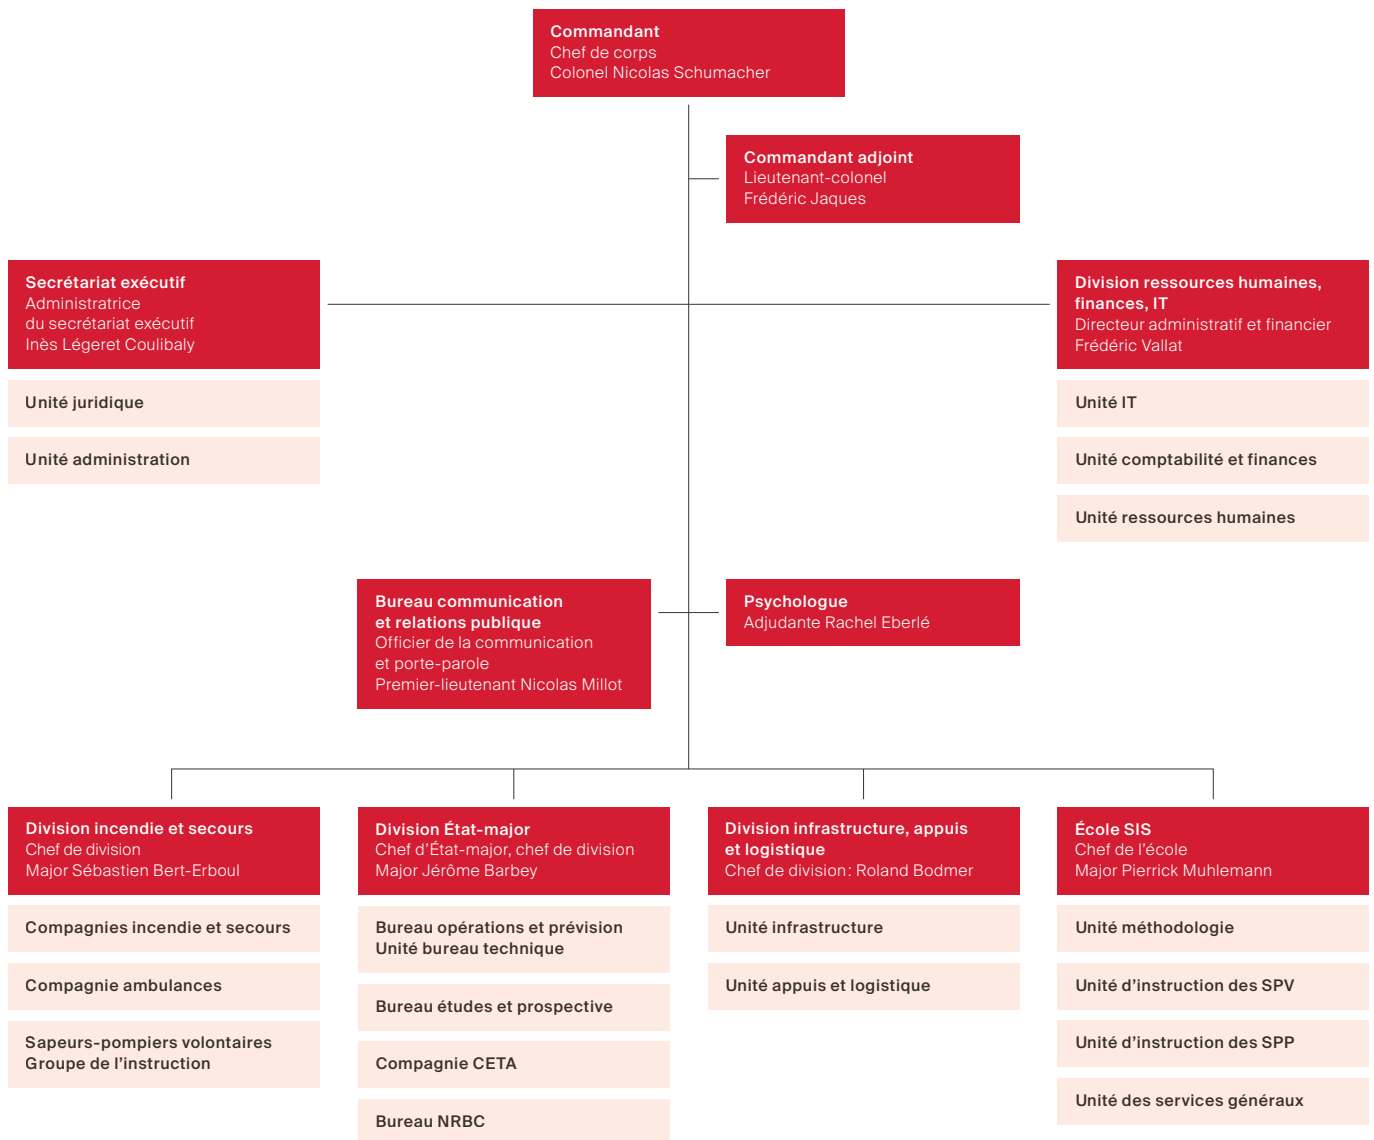 Commandant
Chef de corps
Colonel Nicolas Schumacher
Commandant adjoint
Lieutenant-colonel
Frédéric Jaques
Secrétariat exécutif
Administratrice
du secrétariat exécutif
Inès Légeret Coulibaly
Unité juridique
Unité administration
Division ressources humaines,
finances, IT
Directeur administratif et financier
Frédéric Vallat
Unité IT
Unité comptabilité et finances
Unité ressources humaines
Bureau communication
et relations publique
Officier de la communication
et porte-parole
Premier-lieutenant Nicolas Millot
Psychologue
Adjudante Rachel Eberlé
Division incendie et secours
Chef de division
Major Sébastien Bert-Erboul
Compagnies incendie et secours
Compagnie ambulances
Sapeurs-pompiers volontaires
Groupe de l’instruction
Division État-major
Chef d’État-major, chef de division
Major Jérôme Barbey
Bureau opérations et prévision
Unité bureau technique
Bureau études et prospective
Compagnie CETA
Bureau NRBC
Division infrastructure, appuis
et logistique
Chef de division : Roland Bodmer
Unité infrastructure
Unité appuis et logistique
École SIS
Chef de l’école
Major Pierrick Muhlemann
Unité méthodologie
Unité d’instruction des SPV
Unité d’instruction des SPP
Unité des services généraux